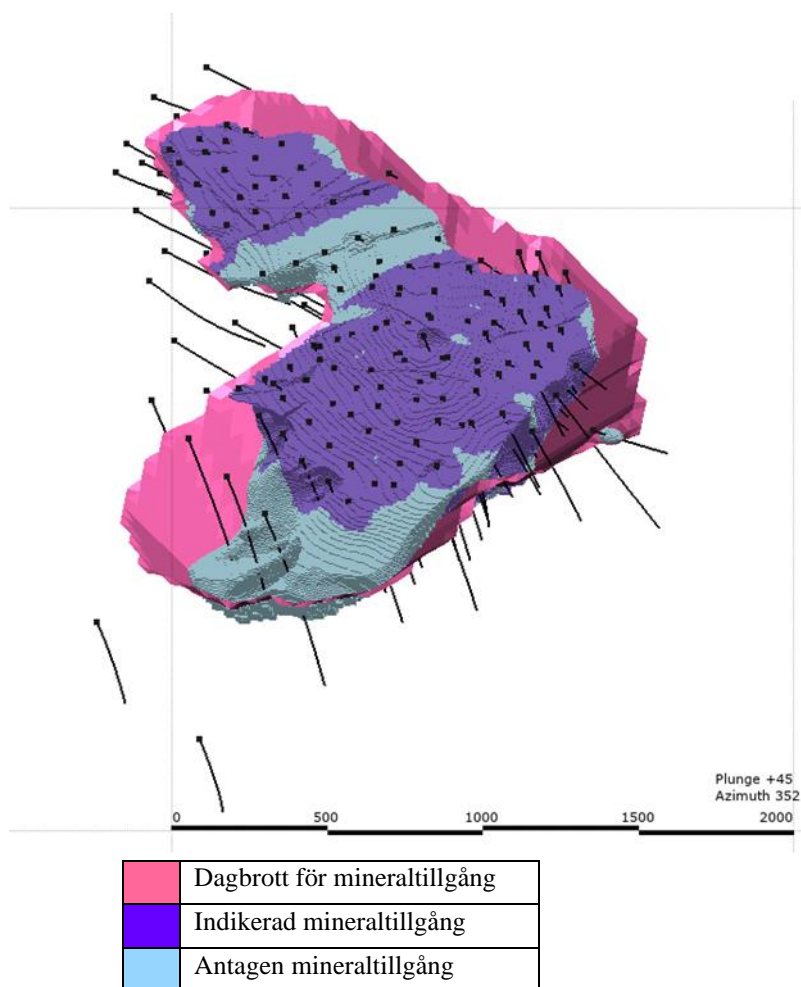 Plunge +45
Azimuth 352
0 500 1000 1500 2000
Dagbrott för mineraltillgång
Indikerad mineraltillgång
Antagen mineraltillgång